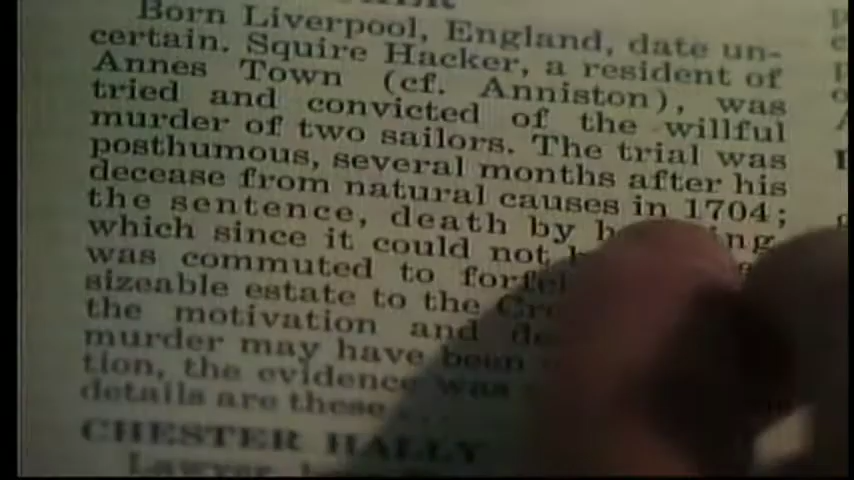 Born Liverpool, England, date un-
certain. Squire Hacker, a resident of
Annes Town (cf. Anniston), was
tried and convicted of the willful
murder of two sailors. The trial was
posthumous, several months after his
decease from natural causes in 1704;
the sentence, death by
which since it could not
was commuted to
sizeable estate to the
the motivation and
murder may have been
tion, the evidence was
details are these ...
CHESTER HALLY
Lawyer,